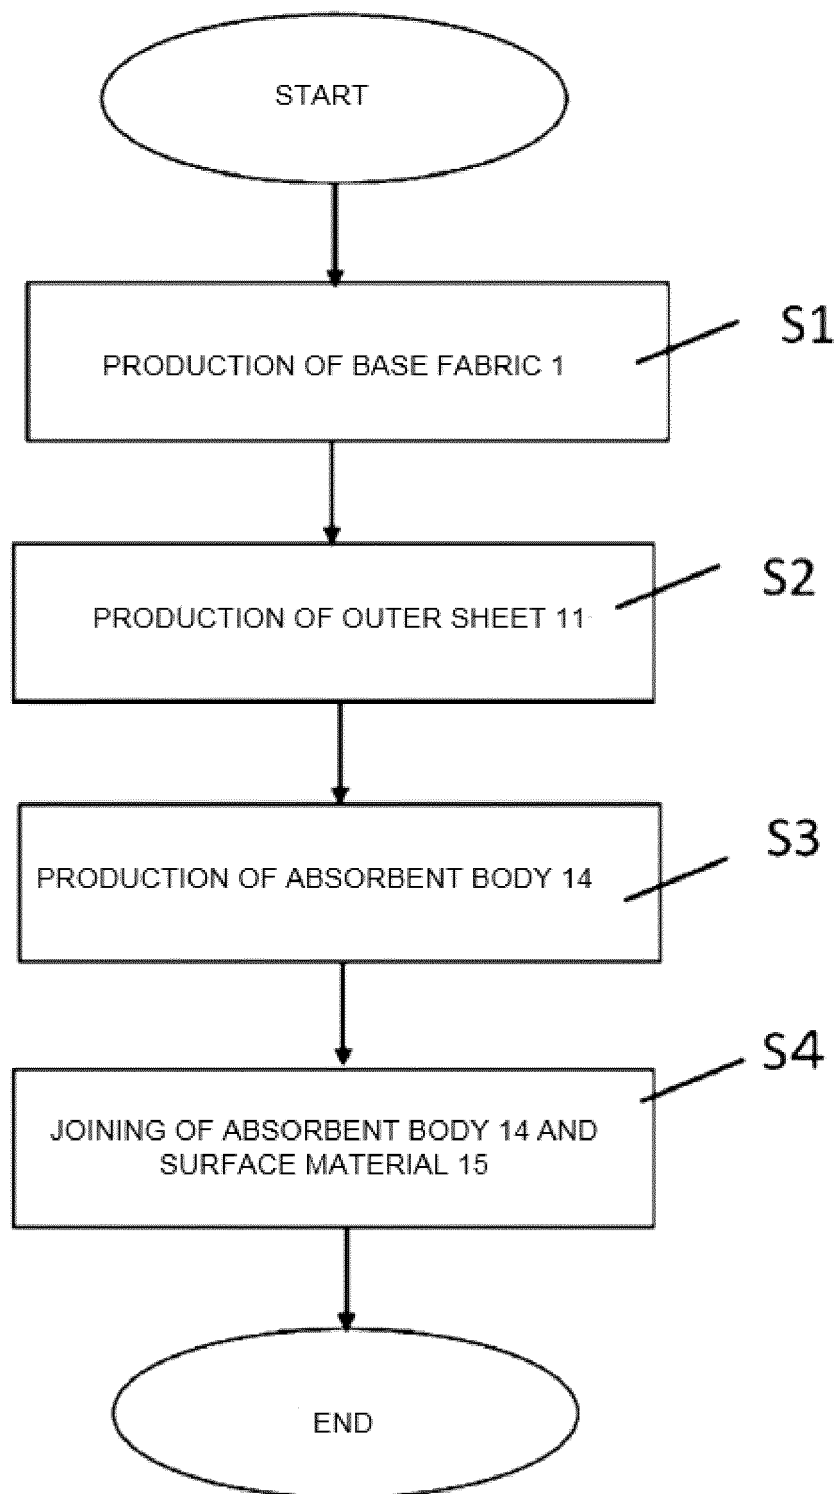 START
PRODUCTION OF BASE FABRIC 1
S1
PRODUCTION OF OUTER SHEET 11
S2
PRODUCTION OF ABSORBENT BODY 14
S3
JOINING OF ABSORBENT BODY 14 AND
SURFACE MATERIAL 15
S4
END